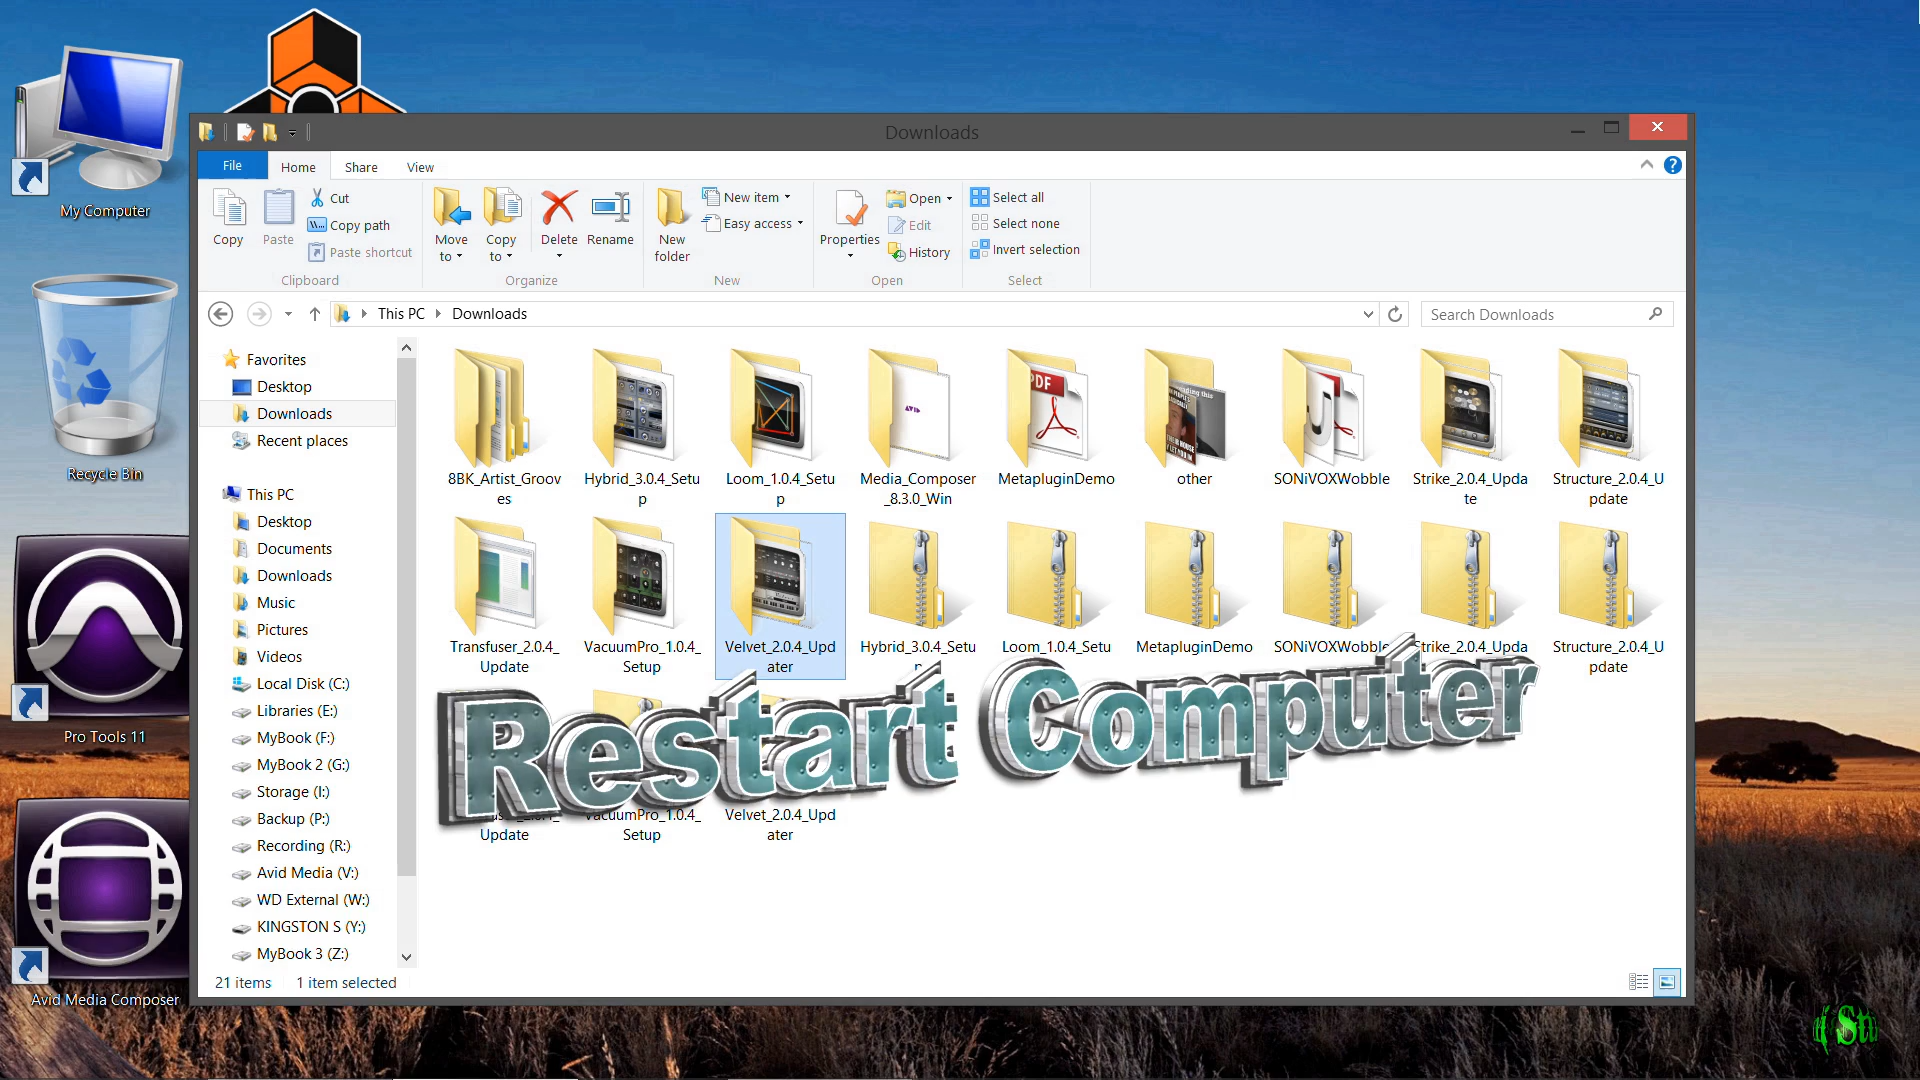 Downloads
File
Home
Share
View
Copy
Paste
Cut
Copy path
Paste shortcut
Clipboard
Move
to
Copy
to
Delete
Rename
Organize
New
folder
New item
Easy access
New
Properties
Open
Edit
History
Open
Select all
Select none
Invert selection
Select
This PC
Downloads
Search Downloads
My Computer
Recycle Bin
Pro Tools 11
Avid Media Composer
Favorites
Desktop
Downloads
Recent places
This PC
Desktop
Documents
Downloads
Music
Pictures
Videos
Local Disk (C:)
Libraries (E:)
MyBook (F:)
MyBook 2 (G:)
Storage (I:)
Backup (P:)
Recording (R:)
Avid Media (V:)
WD External (W:)
KINGSTON S (Y:)
MyBook 3 (Z:)
AVID
PDF
8BK_Artist_Groov
es
Hybrid_3.0.4_Setu
p
Loom_1.0.4_Setu
p
Media_Composer
_8.3.0_Win
MetapluginDemo
other
SONiVOXWobble
Strike_2.0.4_Upda
te
Structure_2.0.4_U
pdate
Transfuser_2.0.4_
Update
VacuumPro_1.0.4_
Setup
Velvet_2.0.4_Upd
ater
Hybrid_3.0.4_Setu
p
Loom_1.0.4_Setu
MetapluginDemo
SONiVOXWobble
Strike_2.0.4_Upda
Structure_2.0.4_U
pdate
Restart Computer
Update
VacuumPro_1.0.4_
Setup
Velvet_2.0.4_Upd
ater
21 items
1 item selected